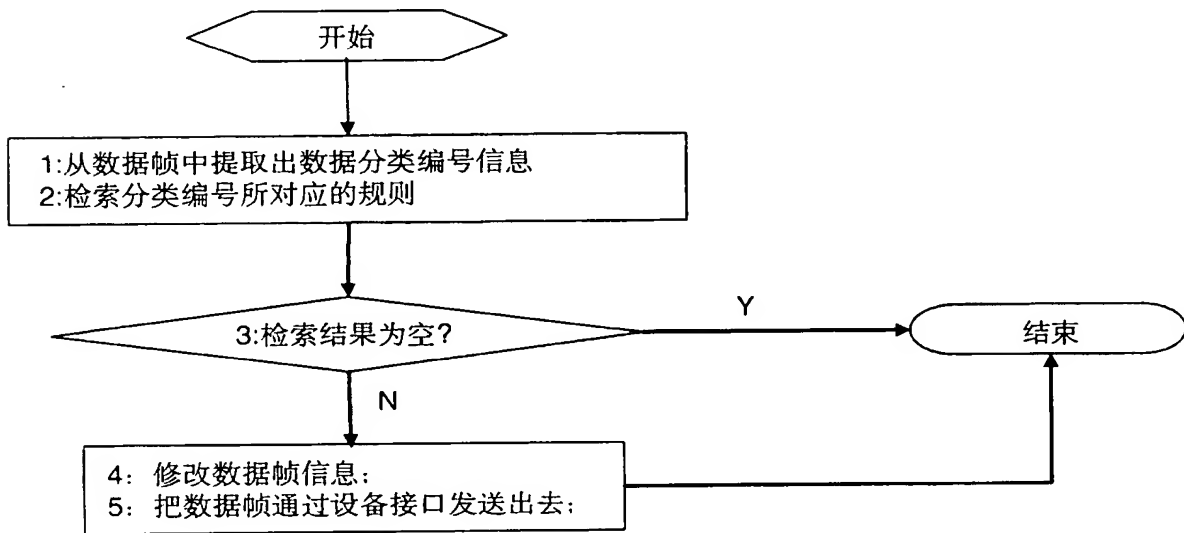 开始
1:从数据帧中提取出数据分类编号信息
2:检索分类编号所对应的规则
3:检索结果为空?
Y
结束
N
4：修改数据帧信息；
5：把数据帧通过设备接口发送出去；